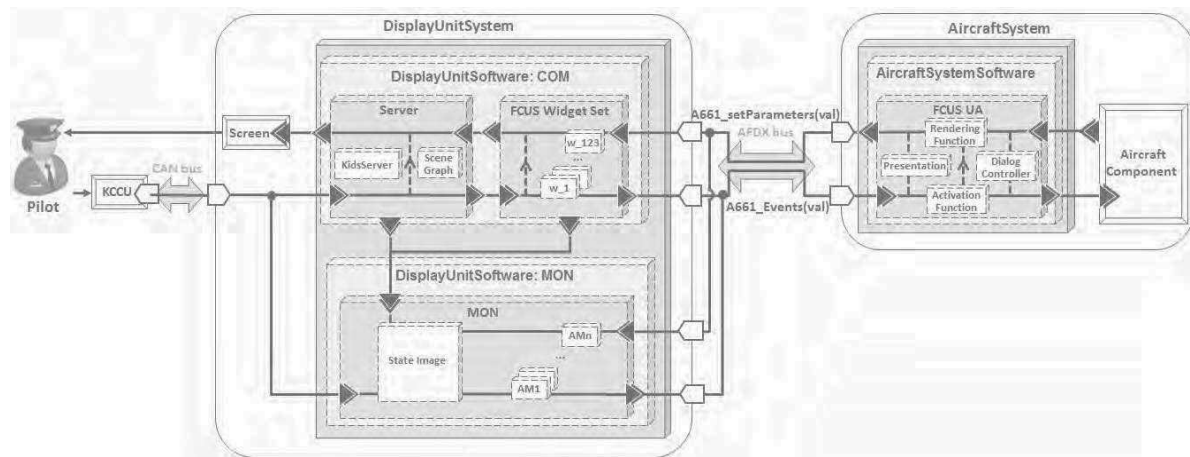 DisplayUnitSystem
AircraftSystem
DisplayUnitSoftware: COM
AircraftSystemSoftware
Server
FCUS Widget Set
A661_setParameters(val)
FCUS UA
Screen
w_123
AFDX bus
Rendering
Function
KidsServer
Scene
Graph
...
Presentation
Dialog
Controller
Aircraft
Component
CAN bus
KCCU
w_1
Pilot
A661_Events(val)
Activation
Function
DisplayUnitSoftware: MON
MON
AMn
State Image
...
AM1